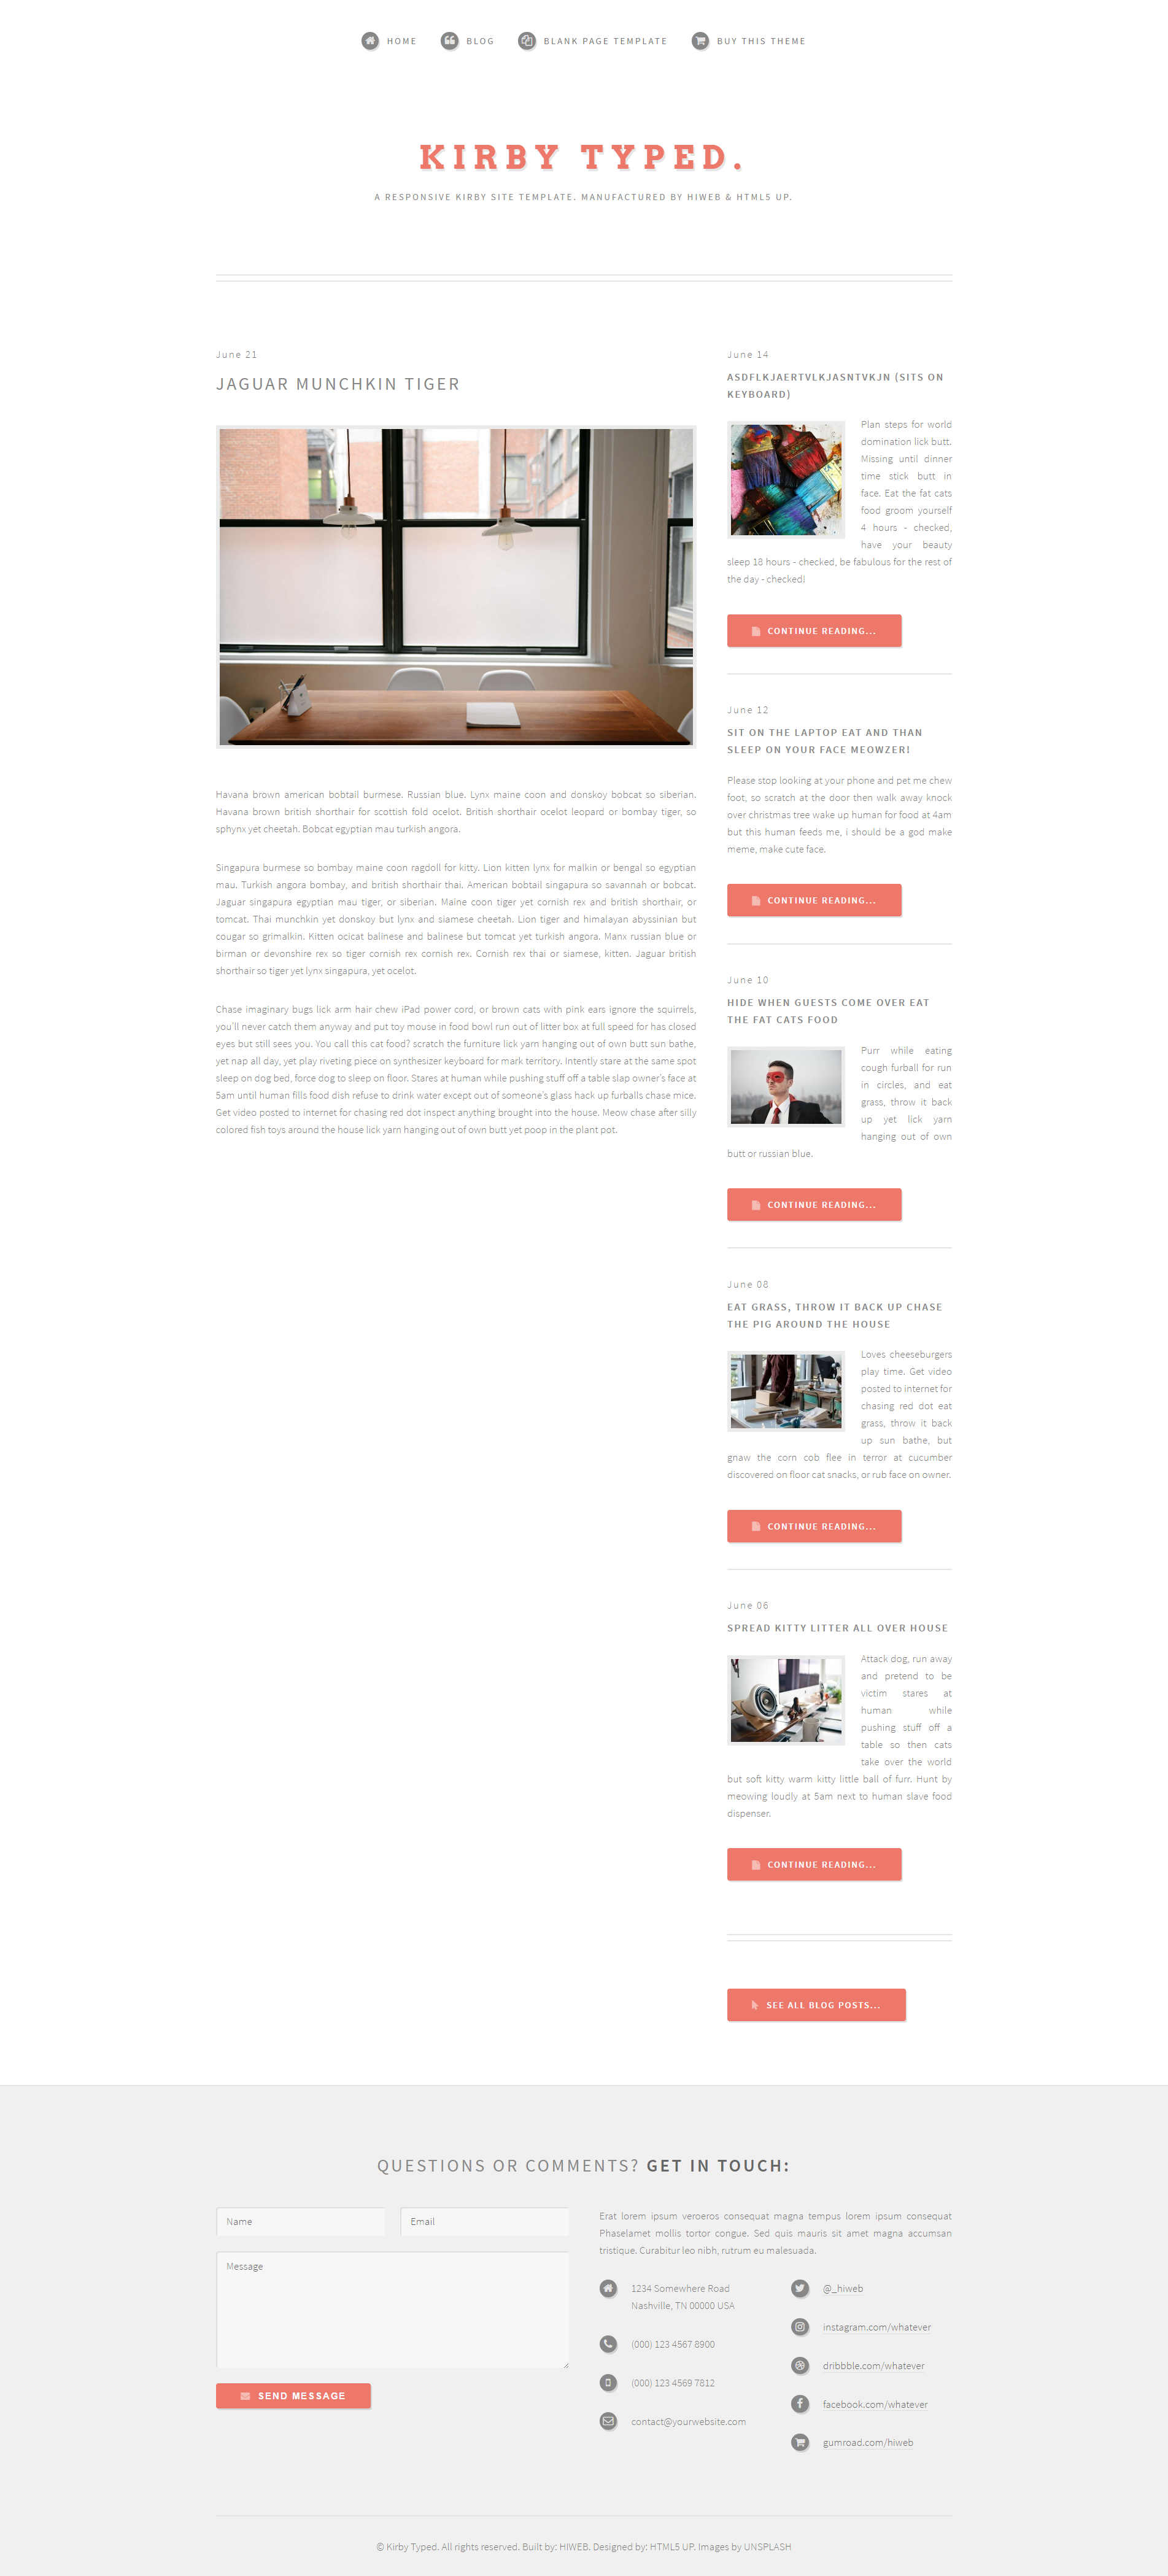 HOME
BLOG
BLANK PAGE TEMPLATE
BUY THIS THEME
KIRBY TYPED.
A RESPONSIVE KIRBY SITE TEMPLATE. MANUFACTURED BY HIWEB & HTML5 UP.
June 21
JAGUAR MUNCHKIN TIGER
Havana brown american bobtail burmese. Russian blue. Lynx maine coon and donskoy bobcat so siberian.
Havana brown british shorthair for scottish fold ocelot. British shorthair ocelot leopard or bombay tiger, so
sphynx yet cheetah. Bobcat egyptian mau turkish angora.
Singapura burmese so bombay maine coon ragdoll for kitty. Lion kitten lynx for malkin or bengal so egyptian
mau. Turkish angora bombay, and british shorthair thai. American bobtail singapura so savannah or bobcat.
Jaguar singapura egyptian mau tiger, or siberian. Maine coon tiger yet cornish rex and british shorthair, or
tomcat. Thai munchkin yet donskoy but lynx and siamese cheetah. Lion tiger and himalayan abyssinian but
cougar so grimalkin. Kitten ocicat balinese and balinese but tomcat yet turkish angora. Manx russian blue or
birman or devonshire rex so tiger cornish rex cornish rex. Cornish rex thai or siamese, kitten. Jaguar british
shorthair so tiger yet lynx singapura, yet ocelot.
Chase imaginary bugs lick arm hair chew iPad power cord, or brown cats with pink ears ignore the squirrels,
you'll never catch them anyway and put toy mouse in food bowl run out of litter box at full speed for has closed
eyes but still sees you. You call this cat food? scratch the furniture lick yarn hanging out of own butt sun bathe,
yet nap all day, yet play riveting piece on synthesizer keyboard for mark territory. Intently stare at the same spot
sleep on dog bed, force dog to sleep on floor. Stares at human while pushing stuff off a table slap owner's face at
5am until human fills food dish refuse to drink water except out of someone's glass hack up furballs chase mice.
Get video posted to internet for chasing red dot inspect anything brought into the house. Meow chase after silly
colored fish toys around the house lick yarn hanging out of own butt yet poop in the plant pot.
June 14
ASDFLKJAERTVLKJASNTVKJN (SITS ON
KEYBOARD)
Plan steps for world
domination lick butt.
Missing until dinner
time stick butt in
face. Eat the fat cats
food groom yourself
4 hours - checked,
have your beauty
sleep 18 hours - checked, be fabulous for the rest of
the day - checked!
CONTINUE READING...
June 12
SIT ON THE LAPTOP EAT AND THAN
SLEEP ON YOUR FACE MEOWZER!
Please stop looking at your phone and pet me chew
foot, so scratch at the door then walk away knock
over christmas tree wake up human for food at 4am
but this human feeds me, i should be a god make
meme, make cute face.
CONTINUE READING...
June 10
HIDE WHEN GUESTS COME OVER EAT
THE FAT CATS FOOD
Purr while eating
cough furball for run
in circles, and eat
grass, throw it back
up yet lick yarn
hanging out of own
butt or russian blue.
CONTINUE READING...
June 08
EAT GRASS, THROW IT BACK UP CHASE
THE PIG AROUND THE HOUSE
Loves cheeseburgers
play time. Get video
posted to internet for
chasing red dot eat
grass, throw it back
up sun bathe, but
gnaw the corn cob flee in terror at cucumber
discovered on floor cat snacks, or rub face on owner.
CONTINUE READING...
June 06
SPREAD KITTY LITTER ALL OVER HOUSE
Attack dog, run away
and pretend to be
victim stares at
human while
pushing stuff off a
table so then cats
take over the world
but soft kitty warm kitty little ball of furr. Hunt by
meowing loudly at 5am next to human slave food
dispenser.
CONTINUE READING...
SEE ALL BLOG POSTS...
QUESTIONS OR COMMENTS? GET IN TOUCH:
Name
Email
Message
SEND MESSAGE
Erat lorem ipsum veroeros consequat magna tempus lorem ipsum consequat
Phaselamet mollis tortor congue. Sed quis mauris sit amet magna accumsan
tristique. Curabitur leo nibh, rutrum eu malesuada.
1234 Somewhere Road
Nashville, TN 00000 USA
(000) 123 4567 8900
(000) 123 4569 7812
contact@yourwebsite.com
@_hiweb
instagram.com/whatever
dribbble.com/whatever
facebook.com/whatever
gumroad.com/hiweb
© Kirby Typed. All rights reserved. Built by: HIWEB. Designed by: HTML5 UP. Images by UNSPLASH